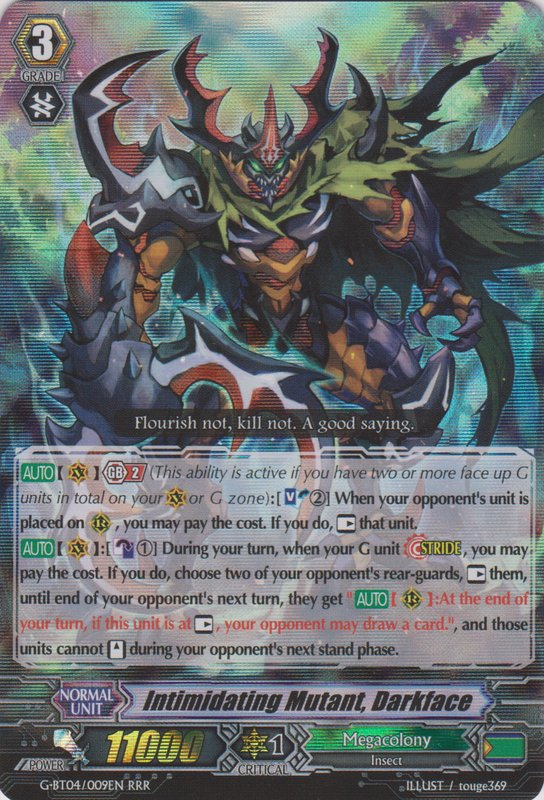 3
GRADE
Flourish not, kill not. A good saying.
AUTO【 】GB 2 (This ability is active if you have two or more face up G
units in total on your or G zone):[ ②] When your opponent's unit is
placed on , you may pay the cost. If you do, that unit.
AUTO【 】:[ ①] During your turn, when your G unit STRIDE, you may
pay the cost. If you do, choose two of your opponent's rear-guards, them,
until end of your opponent's next turn, they get "AUTO【 】:At the end of
your turn, if this unit is at , your opponent may draw a card.", and those
units cannot during your opponent's next stand phase.
NORMAL
UNIT
Intimidating Mutant, Darkface
POWER
11000
1
CRITICAL
Megacolony
Insect
G-BT04/009EN RRR
ILLUST / touge369